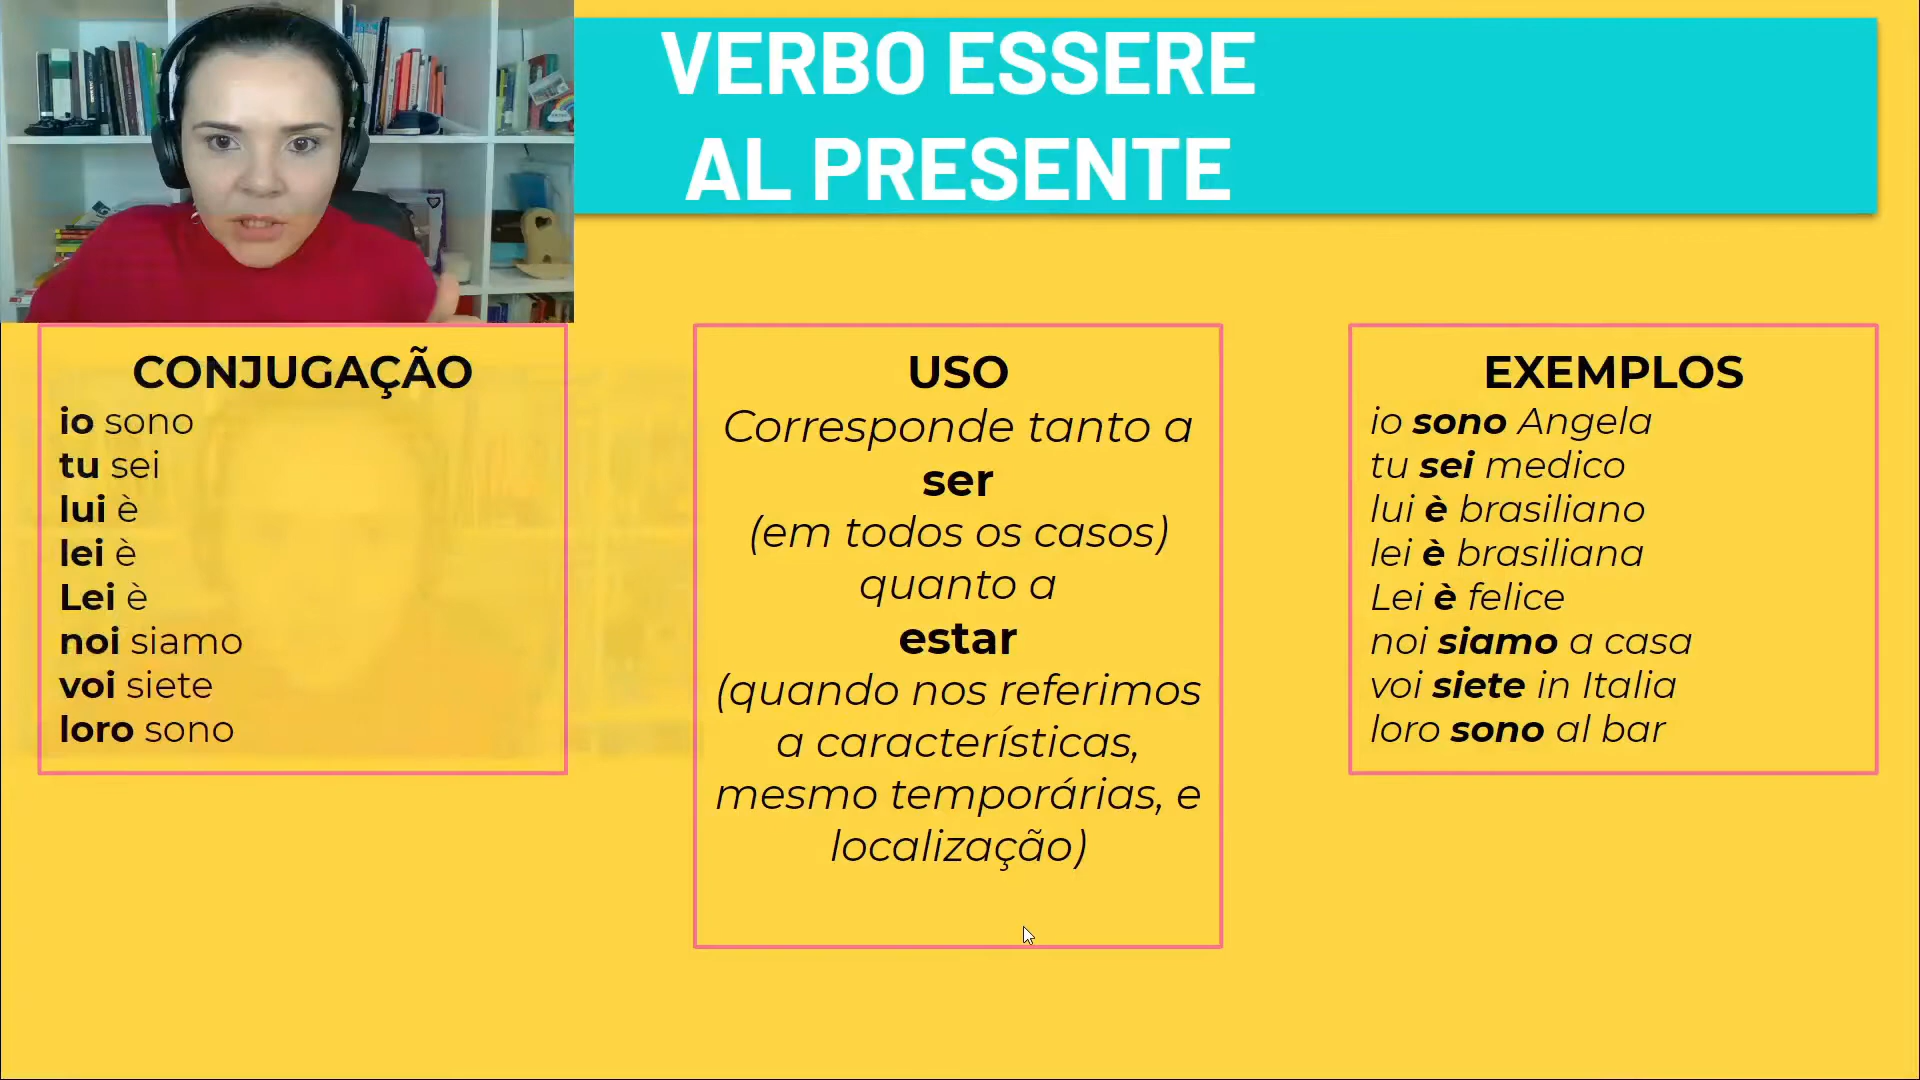 VERBO ESSERE
AL PRESENTE
CONJUGAÇÃO
io sono
tu sei
lui è
lei è
Lei è
noi siamo
voi siete
loro sono
USO
Corresponde tanto a
ser
(em todos os casos)
quanto a
estar
(quando nos referimos
a características,
mesmo temporárias, e
localização)
EXEMPLOS
io sono Angela
tu sei medico
lui è brasiliano
lei è brasiliana
Lei è felice
noi siamo a casa
voi siete in Italia
loro sono al bar